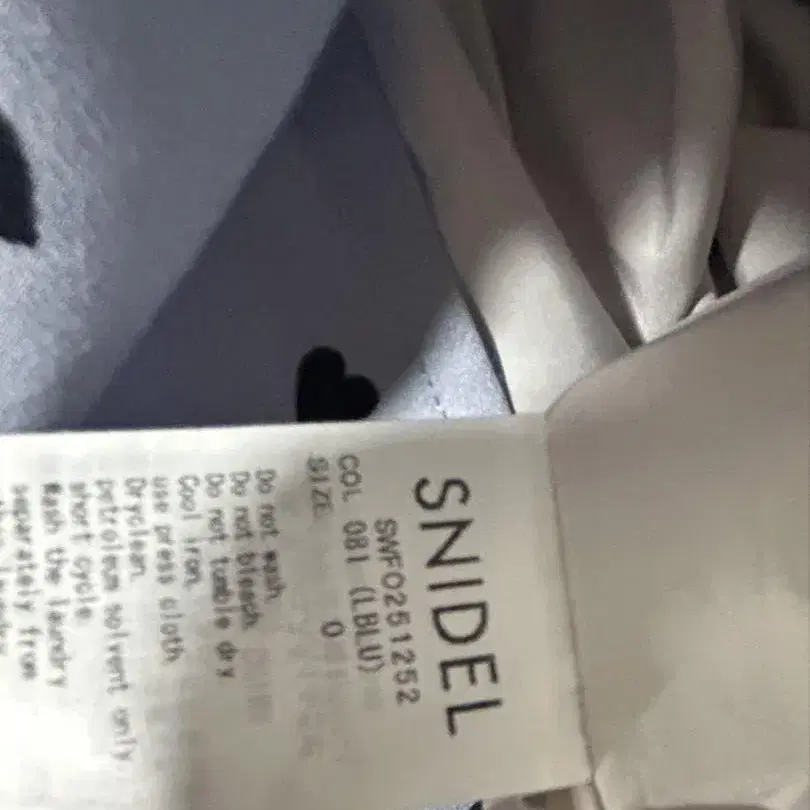 SNIDEL
SWFO251252
COL 081 (LBLU)
SIZE 0
Do not wash.
Do not bleach.
Do not tumble dry
Cool iron.
use press cloth
Dryclean.
petroleum solvent only
short cycle.
Wash the laundry
separately from